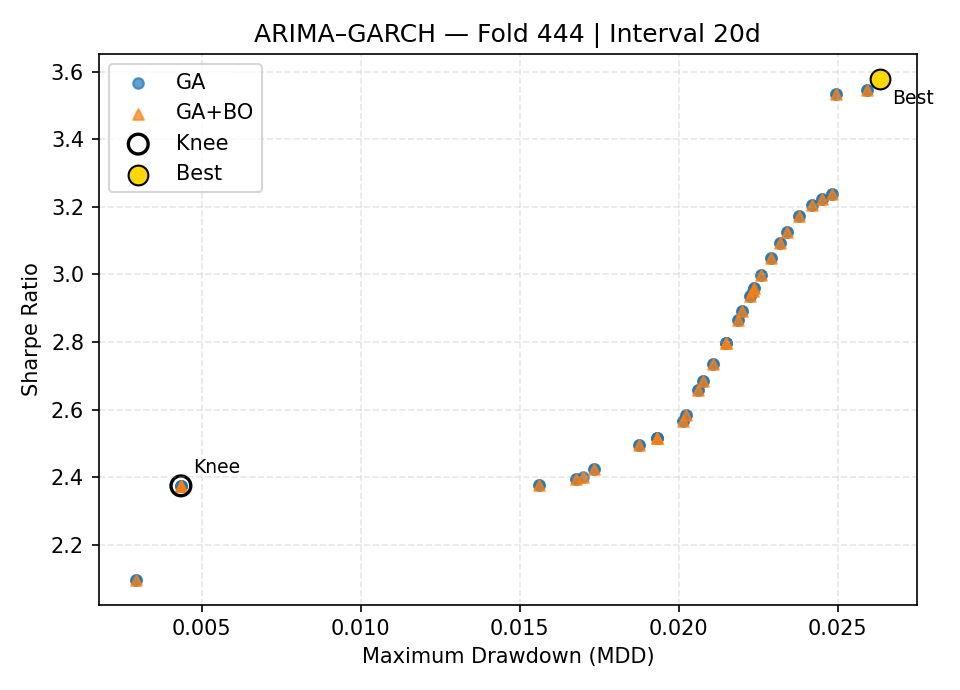 ARIMA–GARCH — Fold 444 | Interval 20d
GA
GA+BO
Knee
Best
Best
Knee
3.6
3.4
3.2
3.0
2.8
2.6
2.4
2.2
Sharpe Ratio
0.005 0.010 0.015 0.020 0.025
Maximum Drawdown (MDD)